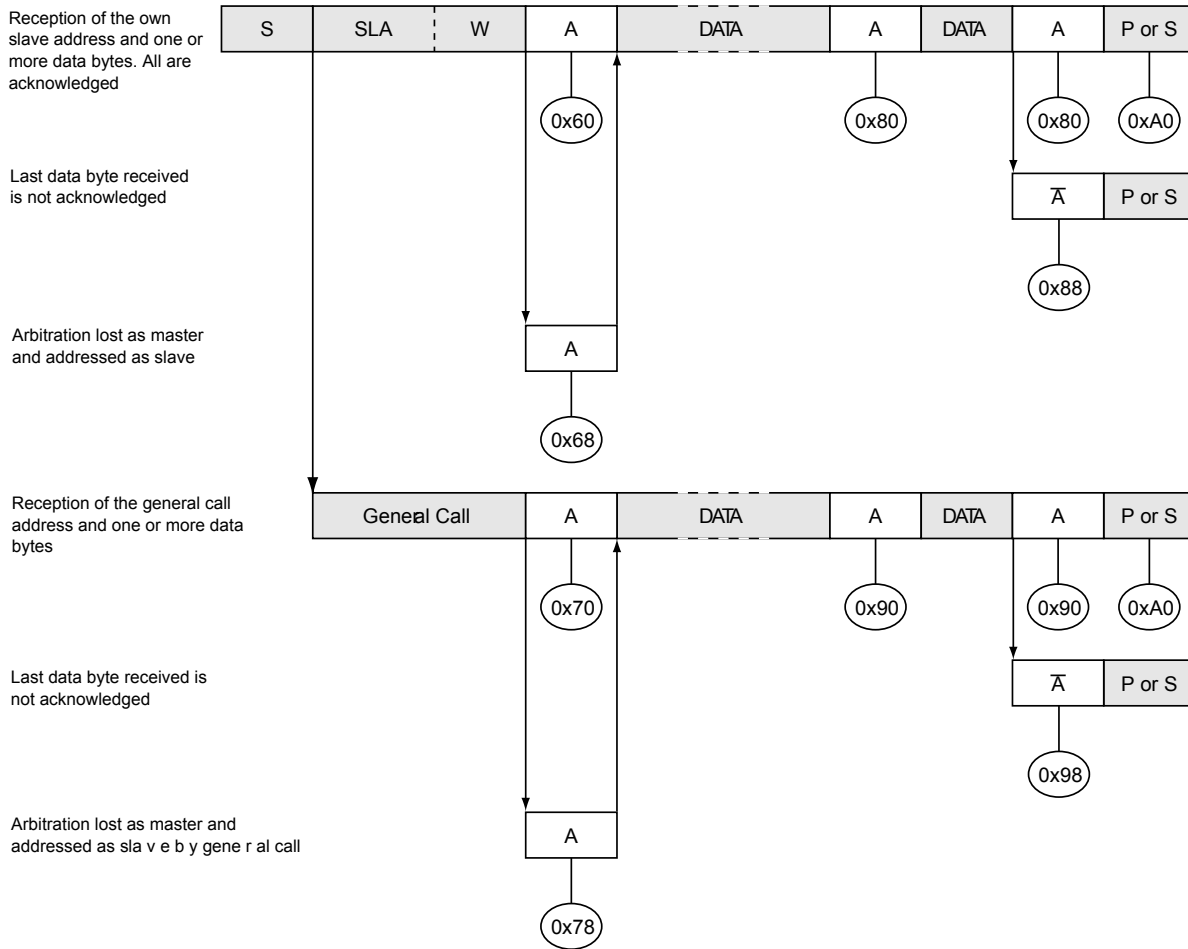 Reception of the own
slave address and one or
more data bytes. All are
acknowledged
S SLA W A DATA A DATA A P or S
0x60 0x80 0x80 0xA0
Last data byte received
is not acknowledged
A̅ P or S
0x88
Arbitration lost as master
and addressed as slave
A
0x68
Reception of the general call
address and one or more data
bytes
General Call A DATA A DATA A P or S
0x70 0x90 0x90 0xA0
Last data byte received is
not acknowledged
A̅ P or S
0x98
Arbitration lost as master and
addressed as sla v e b y gene r al call
A
0x78